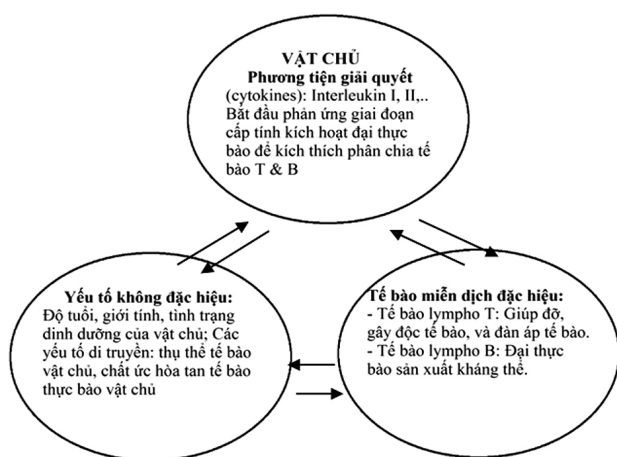 VẬT CHỦ
Phương tiện giải quyết
(cytokines): Interleukin I, II,..
Bắt đầu phản ứng giai đoạn
cấp tính kích hoạt đại thực
bào để kích thích phân chia tế
bào T & B
Yếu tố không đặc hiệu:
Độ tuổi, giới tính, tình trạng
dinh dưỡng của vật chủ; Các
yếu tố di truyền: thụ thể tế bào
vật chủ, chất ức hòa tan tế bào
thực bào vật chủ
Tế bào miễn dịch đặc hiệu:
- Tế bào lympho T: Giúp đỡ,
gây độc tế bào, và đàn áp tế bào.
- Tế bào lympho B: Đại thực
bào sản xuất kháng thể.